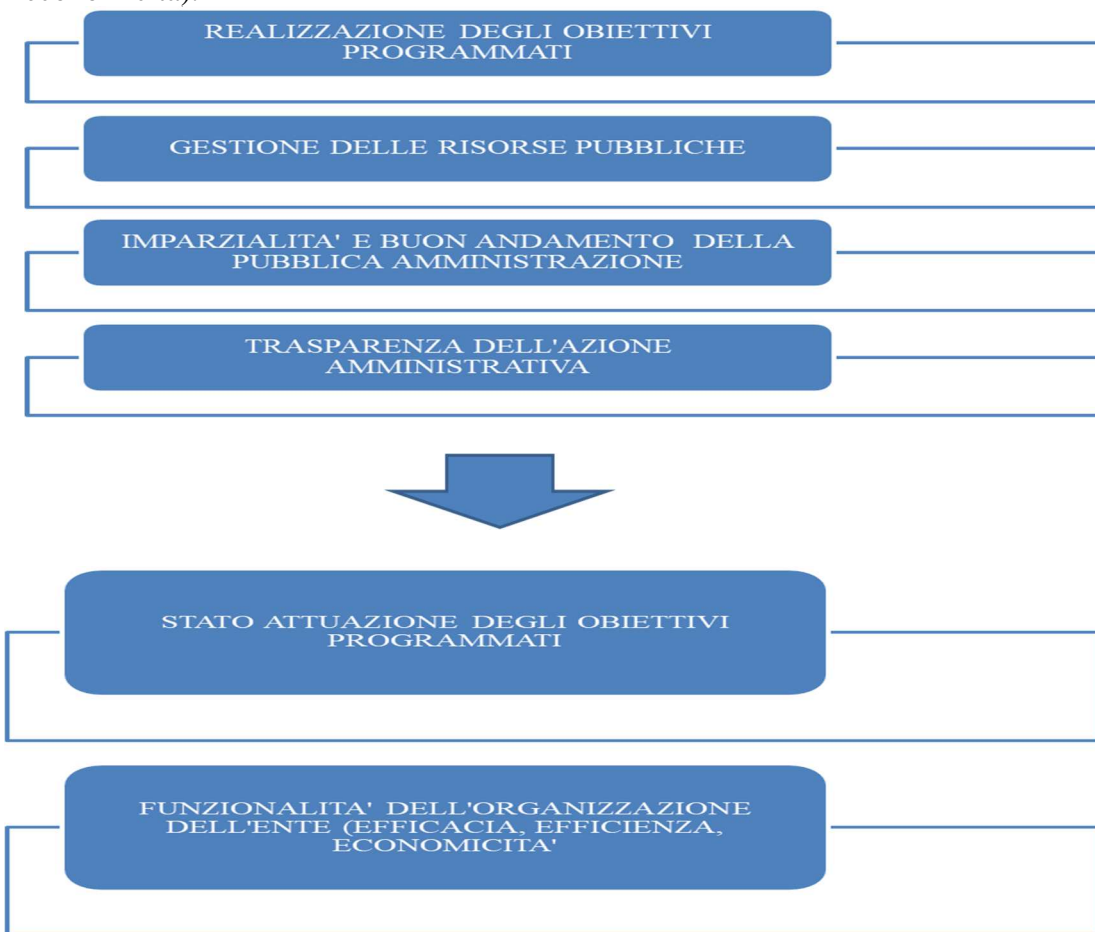 REALIZZAZIONE DEGLI OBIETTIVI
PROGRAMMATI
GESTIONE DELLE RISORSE PUBBLICHE
IMPARZIALITA' E BUON ANDAMENTO DELLA
PUBBLICA AMMINISTRAZIONE
TRASPARENZA DELL'AZIONE
AMMINISTRATIVA
STATO ATTUAZIONE DEGLI OBIETTIVI
PROGRAMMATI
FUNZIONALITA' DELL'ORGANIZZAZIONE
DELL'ENTE (EFFICACIA, EFFICIENZA,
ECONOMICITA'